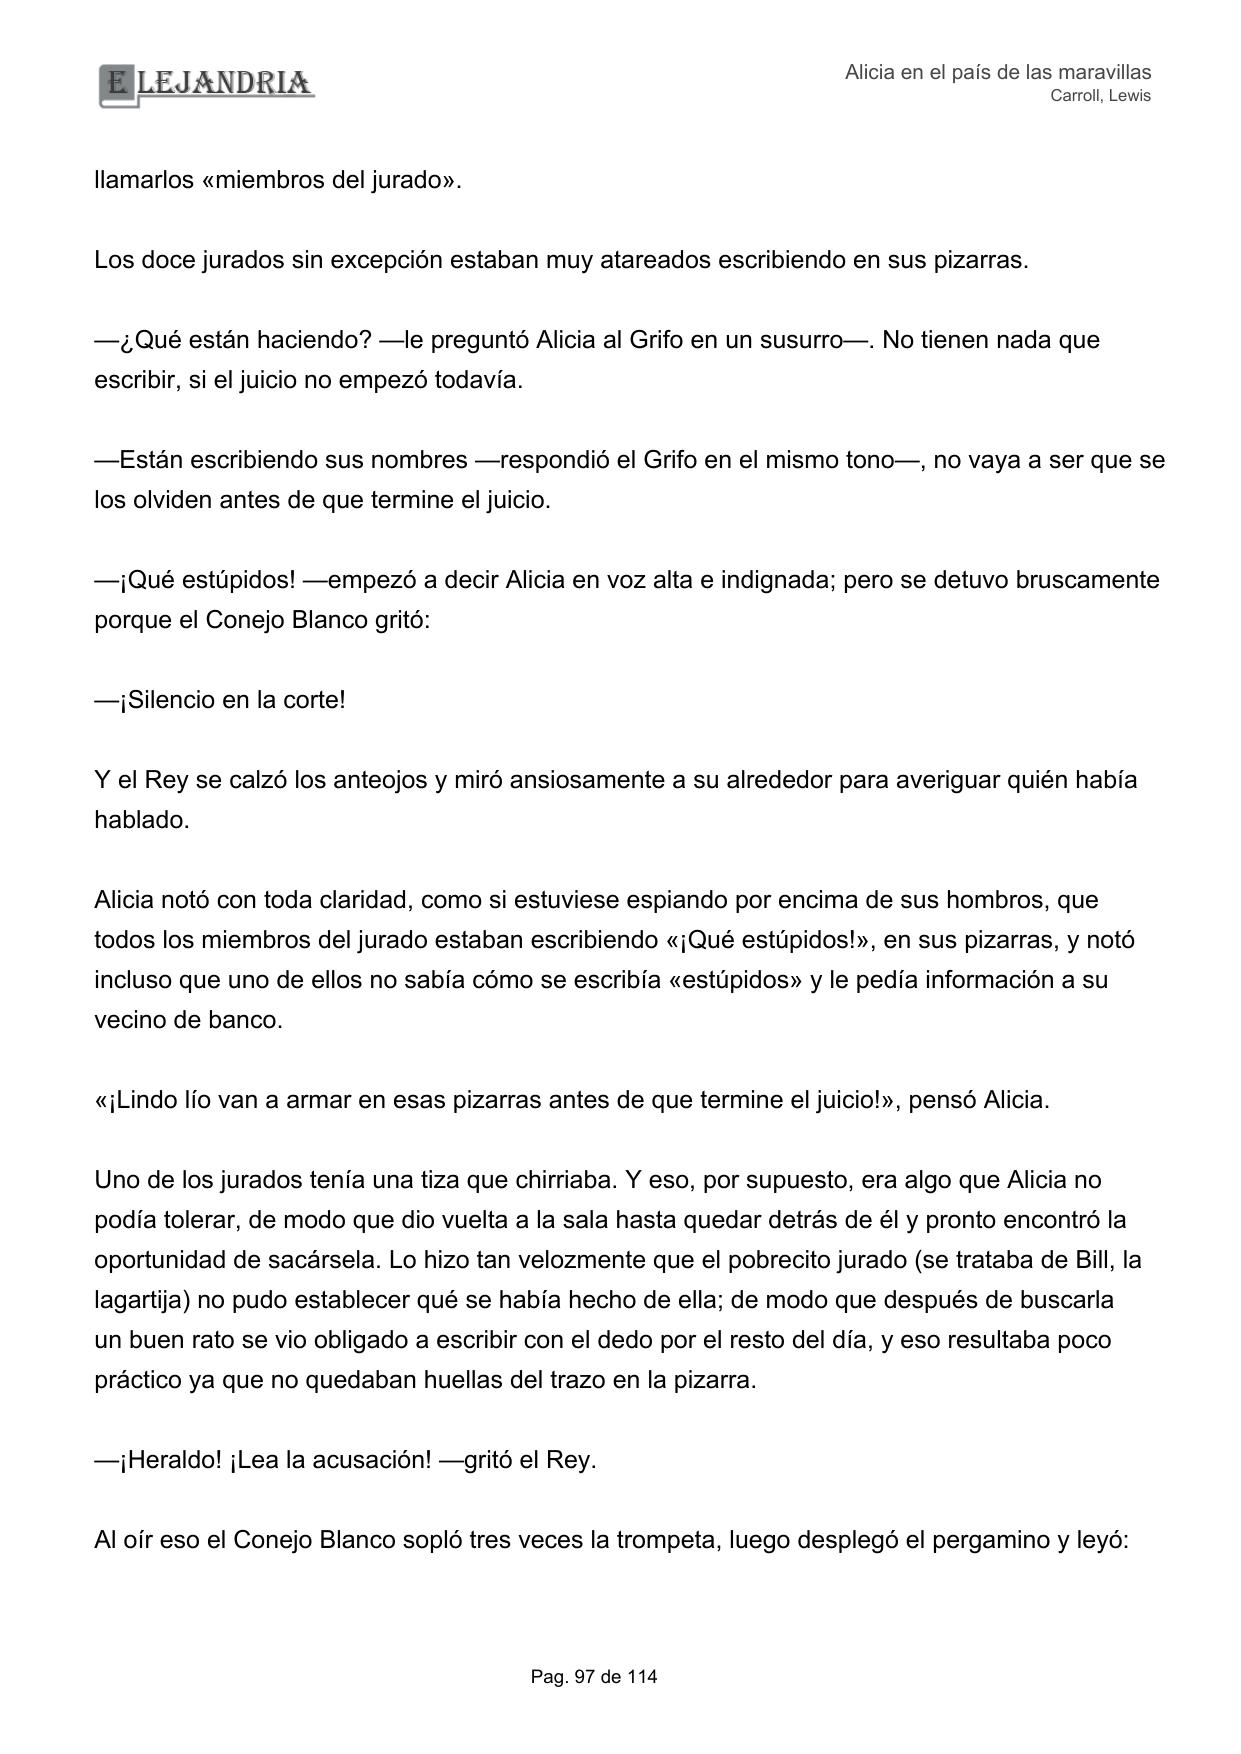 ELEJANDRIA
Alicia en el país de las maravillas
Carroll, Lewis
llamarlos «miembros del jurado».
Los doce jurados sin excepción estaban muy atareados escribiendo en sus pizarras.
—¿Qué están haciendo? —le preguntó Alicia al Grifo en un susurro—. No tienen nada que
escribir, si el juicio no empezó todavía.
—Están escribiendo sus nombres —respondió el Grifo en el mismo tono—, no vaya a ser que se
los olviden antes de que termine el juicio.
—¡Qué estúpidos! —empezó a decir Alicia en voz alta e indignada; pero se detuvo bruscamente
porque el Conejo Blanco gritó:
—¡Silencio en la corte!
Y el Rey se calzó los anteojos y miró ansiosamente a su alrededor para averiguar quién había
hablado.
Alicia notó con toda claridad, como si estuviese espiando por encima de sus hombros, que
todos los miembros del jurado estaban escribiendo «¡Qué estúpidos!», en sus pizarras, y notó
incluso que uno de ellos no sabía cómo se escribía «estúpidos» y le pedía información a su
vecino de banco.
«¡Lindo lío van a armar en esas pizarras antes de que termine el juicio!», pensó Alicia.
Uno de los jurados tenía una tiza que chirriaba. Y eso, por supuesto, era algo que Alicia no
podía tolerar, de modo que dio vuelta a la sala hasta quedar detrás de él y pronto encontró la
oportunidad de sacársela. Lo hizo tan velozmente que el pobrecito jurado (se trataba de Bill, la
lagartija) no pudo establecer qué se había hecho de ella; de modo que después de buscarla
un buen rato se vio obligado a escribir con el dedo por el resto del día, y eso resultaba poco
práctico ya que no quedaban huellas del trazo en la pizarra.
—¡Heraldo! ¡Lea la acusación! —gritó el Rey.
Al oír eso el Conejo Blanco sopló tres veces la trompeta, luego desplegó el pergamino y leyó:
Pag. 97 de 114